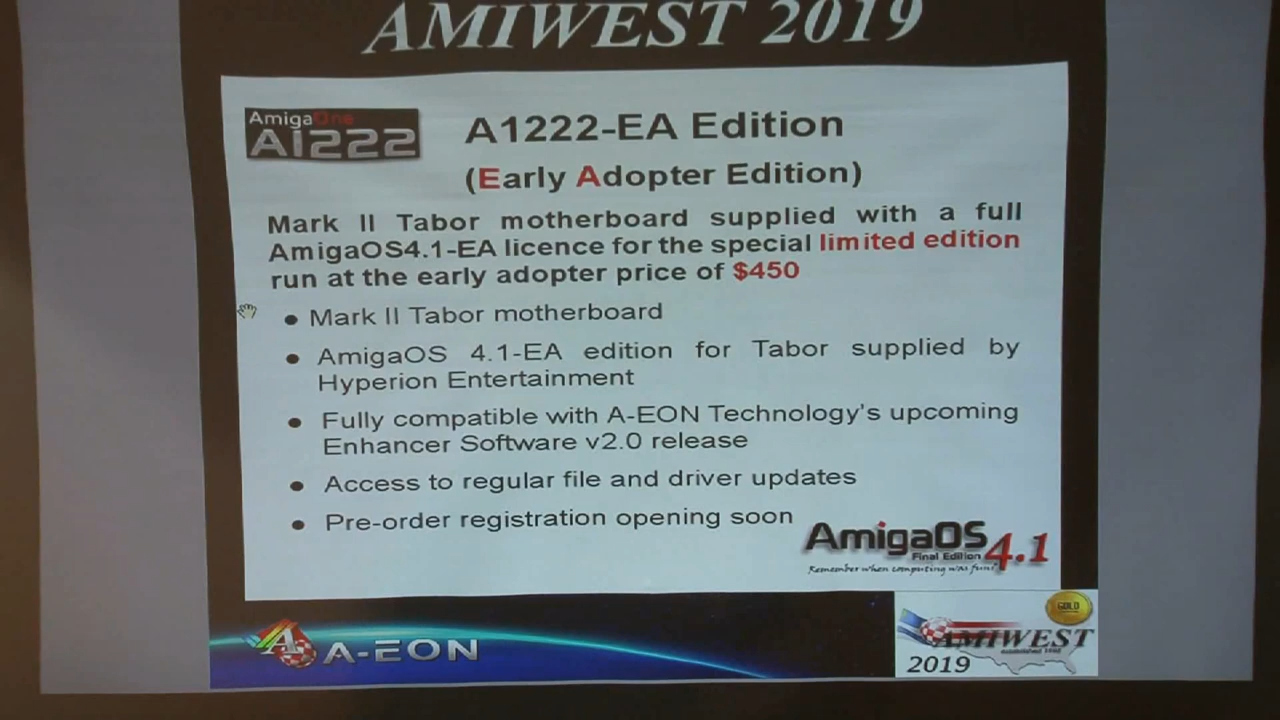 AMIWEST 2019
AmigaOne
A1222
A1222-EA Edition
(Early Adopter Edition)
Mark II Tabor motherboard supplied with a full
AmigaOS4.1-EA licence for the special limited edition
run at the early adopter price of $450
• Mark II Tabor motherboard
• AmigaOS 4.1-EA edition for Tabor supplied by
Hyperion Entertainment
• Fully compatible with A-EON Technology's upcoming
Enhancer Software v2.0 release
• Access to regular file and driver updates
• Pre-order registration opening soon
AmigaOS 4.1
Final Edition
Remember when computing was fun?
A-EON
GOLD
AMIWEST
2019